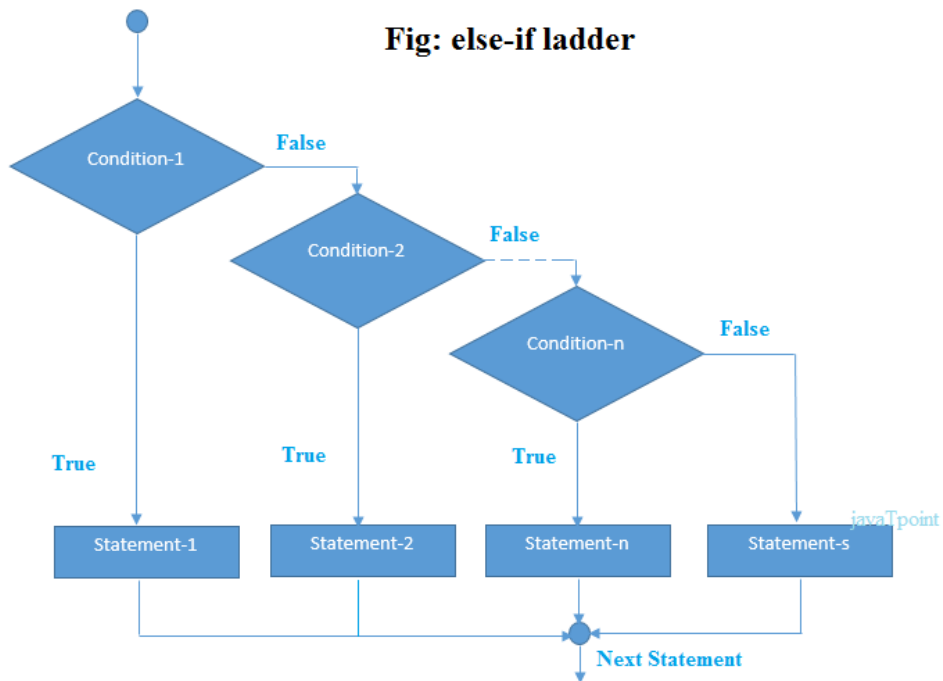 Fig: else-if ladder
Condition-1
False
Condition-2
False
Condition-n
False
True
True
True
javaTpoint
Statement-1
Statement-2
Statement-n
Statement-s
Next Statement